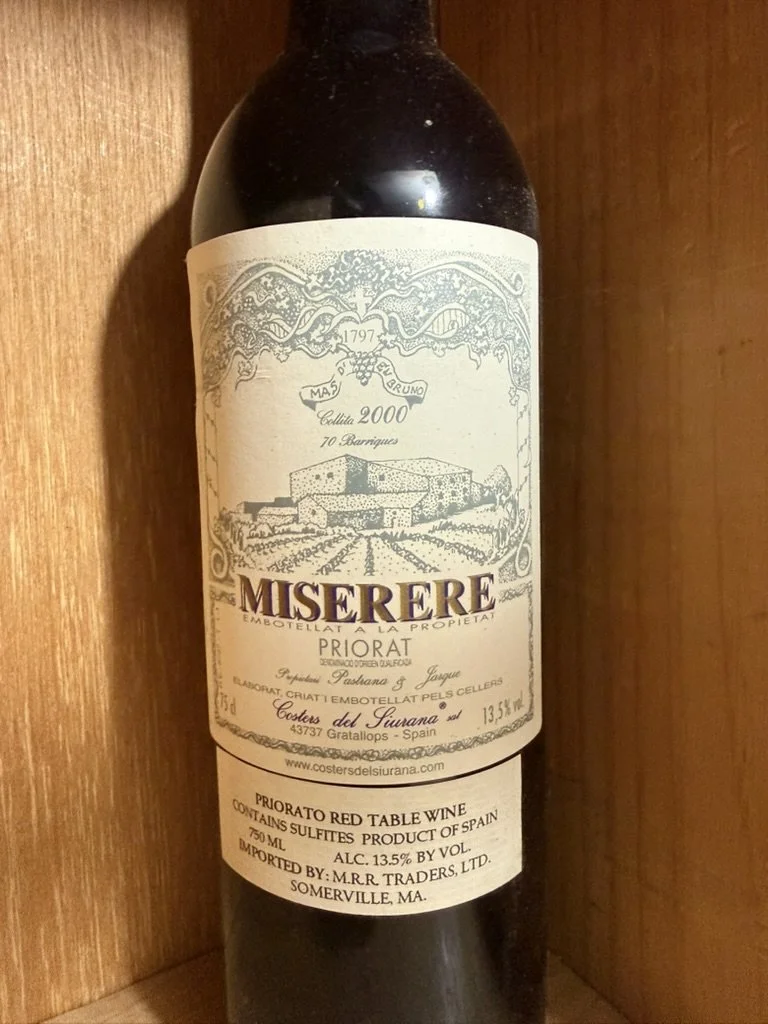 1797
MAS D'EN BRUNO
Collita 2000
70 Barriques
MISERERE
EMBOTELLAT A LA PROPIETAT
PRIORAT
DENOMINACIÓ D'ORIGEN QUALIFICADA
Propietari Pastrana & Jarque
ELABORAT, CRIAT I EMBOTELLAT PELS CELLERS
75 cl Costers del Siurana® sat 13,5% vol.
43737 Gratallops - Spain
www.costersdelsiurana.com
PRIORATO RED TABLE WINE
CONTAINS SULFITES PRODUCT OF SPAIN
750 ML ALC. 13.5% BY VOL.
IMPORTED BY: M.R.R. TRADERS, LTD.
SOMERVILLE, MA.